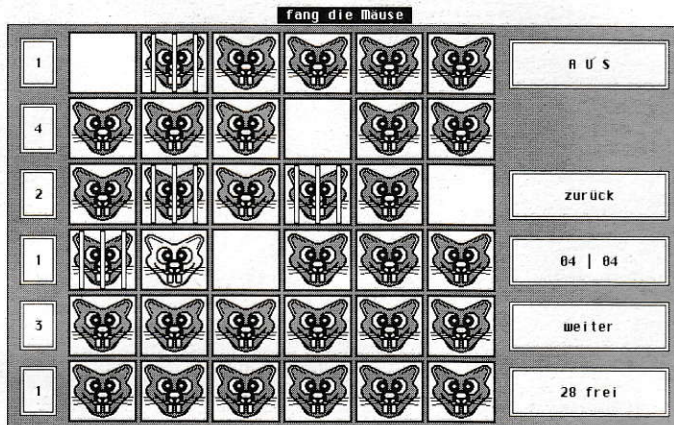 fang die Mäuse
1
A U S
4
2
zurück
1
04 | 04
3
weiter
1
28 frei